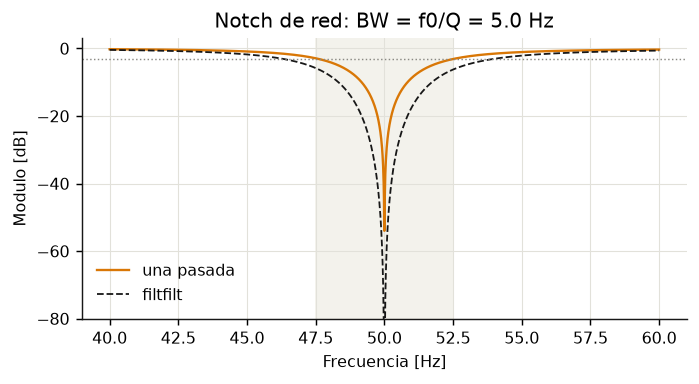 Notch de red: BW = f0/Q = 5.0 Hz
Modulo [dB]
0
−20
−40
−60
−80
una pasada
filtfilt
40.0 42.5 45.0 47.5 50.0 52.5 55.0 57.5 60.0
Frecuencia [Hz]